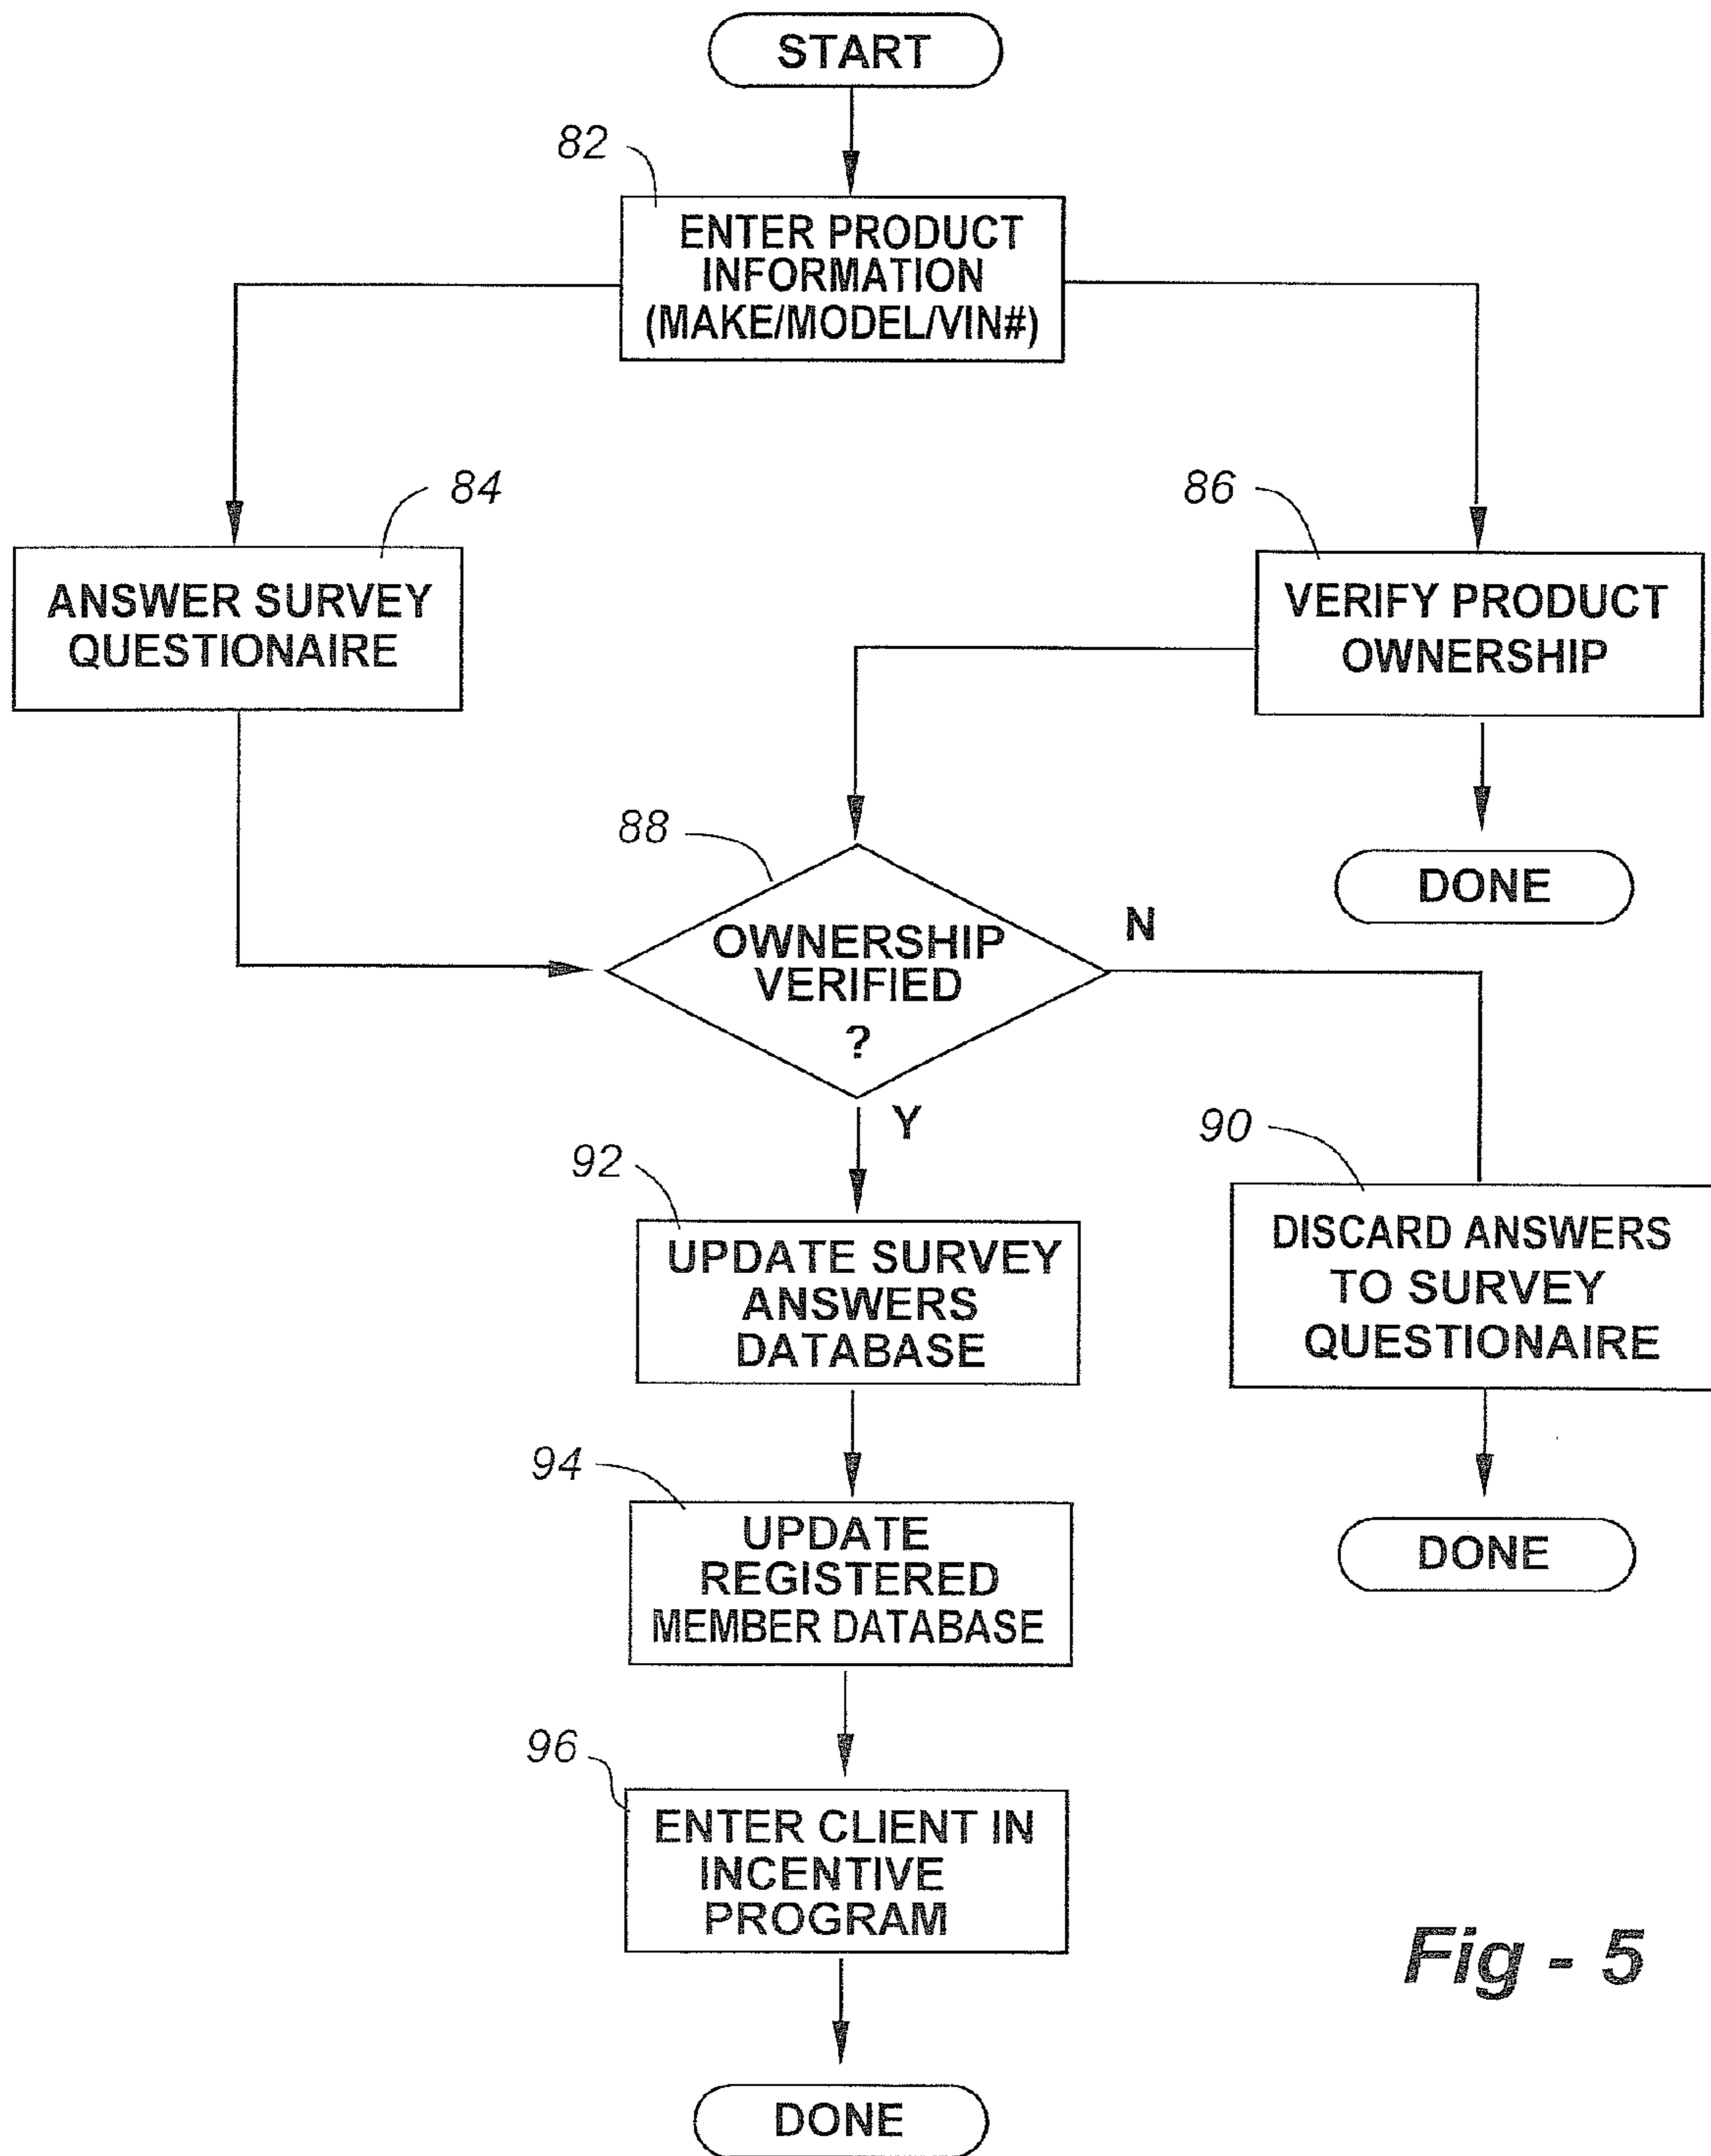 START
82
ENTER PRODUCT
INFORMATION
(MAKE/MODEL/VIN#)
84
ANSWER SURVEY
QUESTIONAIRE
86
VERIFY PRODUCT
OWNERSHIP
DONE
88
OWNERSHIP
VERIFIED
?
N
Y
90
DISCARD ANSWERS
TO SURVEY
QUESTIONAIRE
DONE
92
UPDATE SURVEY
ANSWERS
DATABASE
94
UPDATE
REGISTERED
MEMBER DATABASE
96
ENTER CLIENT IN
INCENTIVE
PROGRAM
DONE
Fig - 5